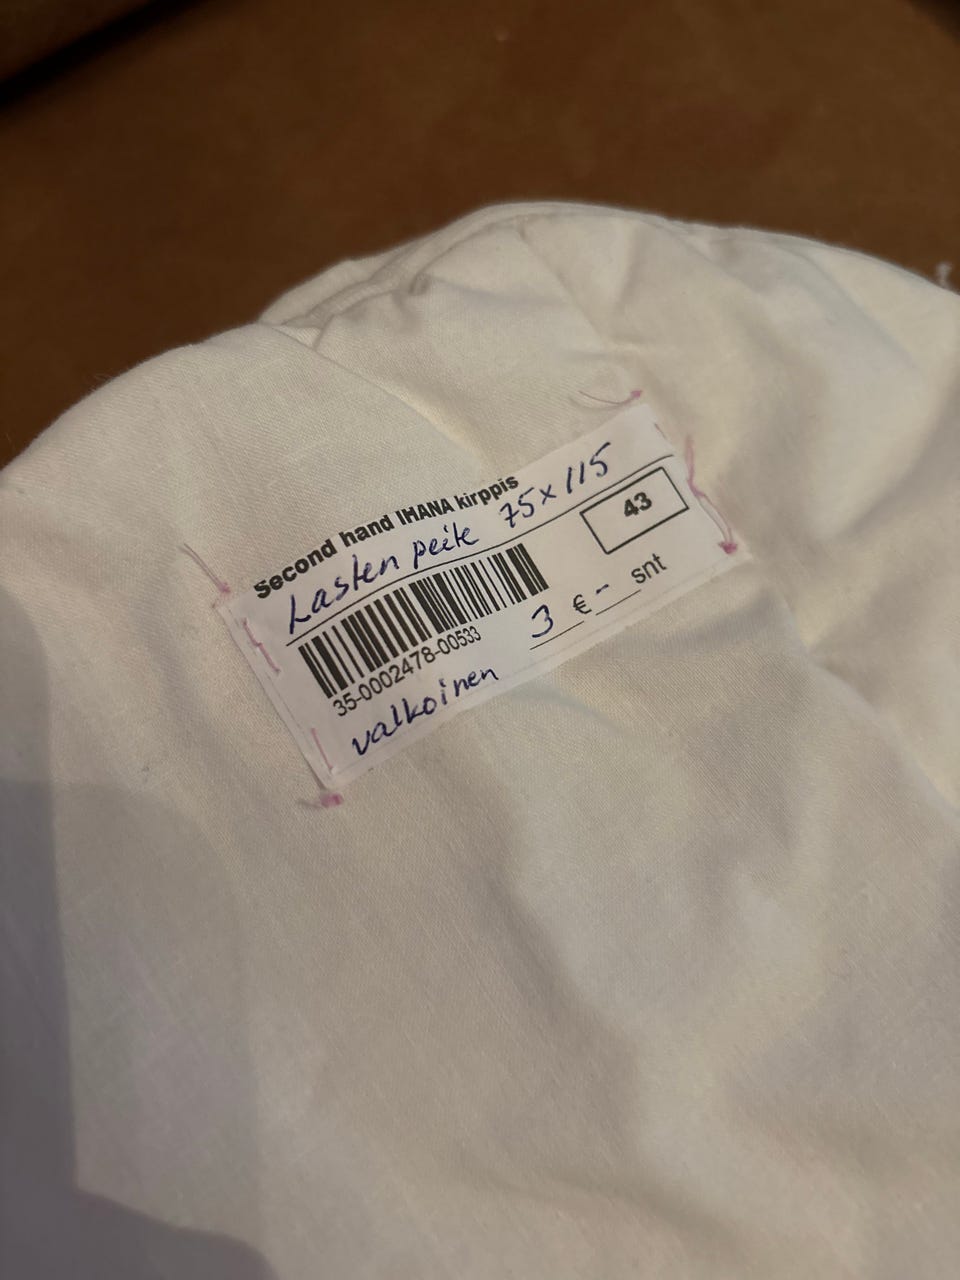 Second hand IHANA kirppis
Lasten peite 75x115
43
35-0002478-00533
3 € - snt
valkoinen